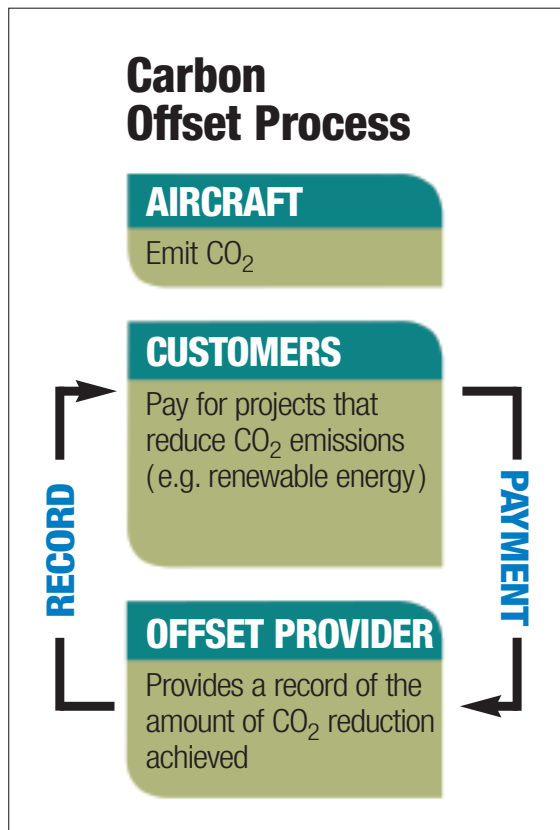 Carbon
Offset Process
AIRCRAFT
Emit CO₂
CUSTOMERS
Pay for projects that
reduce CO₂ emissions
(e.g. renewable energy)
RECORD
PAYMENT
OFFSET PROVIDER
Provides a record of the
amount of CO₂ reduction
achieved